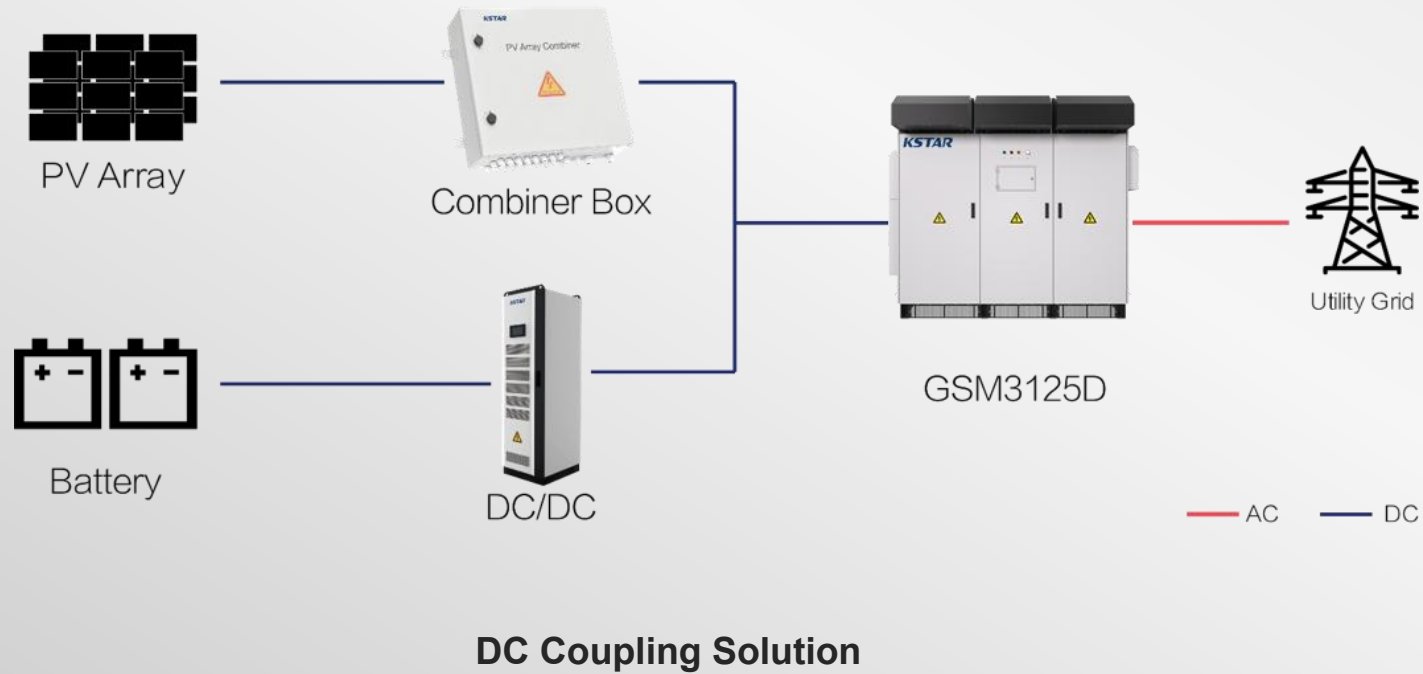 KSTAR
PV Array Combiner
PV Array
Combiner Box
KSTAR
Utility Grid
KSTAR
GSM3125D
+ - + -
Battery
DC/DC
AC
DC
DC Coupling Solution